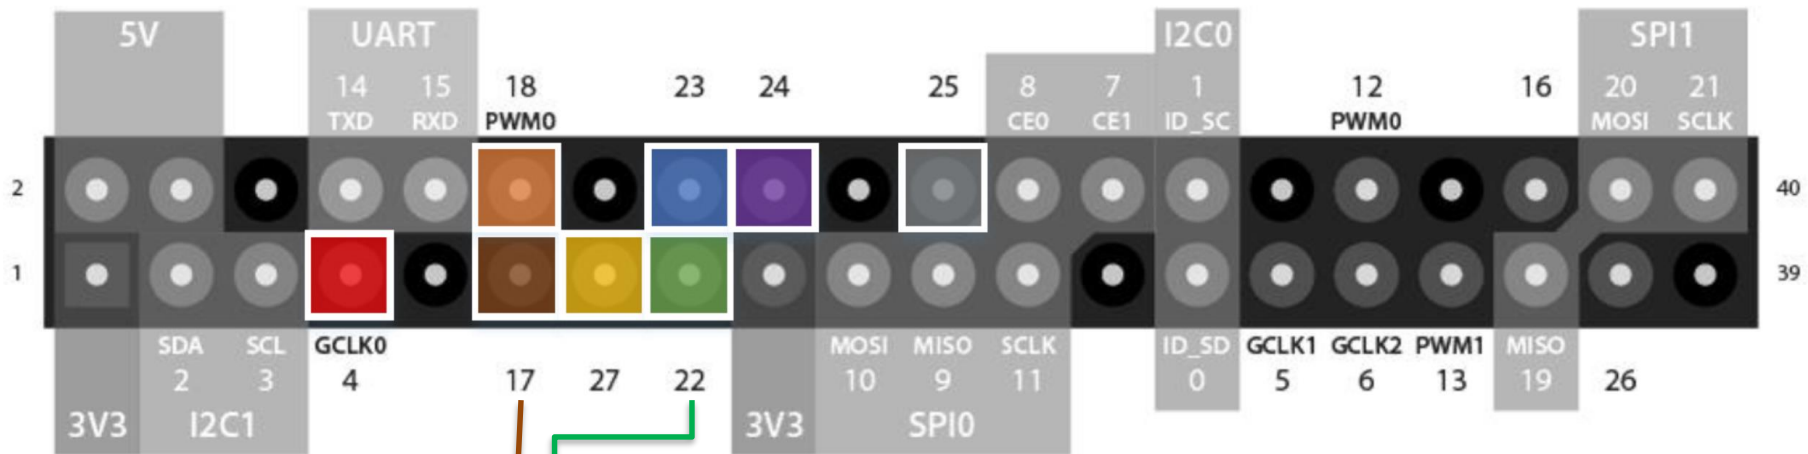 5V UART I2C0 SPI1
14 15 18 23 24 25 8 7 1 12 16 20 21
TXD RXD PWM0 CE0 CE1 ID_SC PWM0 MOSI SCLK
2 40
1 39
SDA SCL GCLK0 MOSI MISO SCLK ID_SD GCLK1 GCLK2 PWM1 MISO
2 3 4 17 27 22 10 9 11 0 5 6 13 19 26
3V3 I2C1 3V3 SPI0